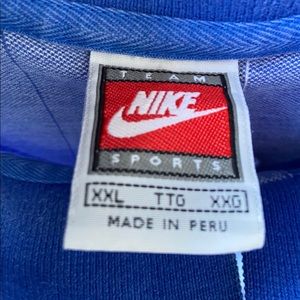 TEAM
NIKE
SPORTS
XXL TTG XXG
MADE IN PERU